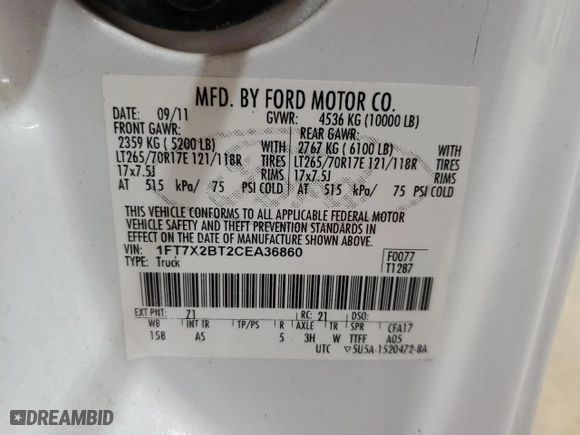 MFD. BY FORD MOTOR CO.
DATE: 09/11 GVWR: 4536 KG (10000 LB)
FRONT GAWR: REAR GAWR:
2359 KG ( 5200 LB) WITH 2767 KG ( 6100 LB) WITH
LT265/70R17E 121/118R TIRES LT265/70R17E 121/118R TIRES
17x7.5J RIMS 17x7.5J RIMS
AT 515 kPa/ 75 PSI COLD AT 515 kPa/ 75 PSI COLD
THIS VEHICLE CONFORMS TO ALL APPLICABLE FEDERAL MOTOR
VEHICLE SAFETY AND THEFT PREVENTION STANDARDS IN
EFFECT ON THE DATE OF MANUFACTURE SHOWN ABOVE.
VIN: 1FT7X2BT2CEA36860 F0077
TYPE: Truck T1287
EXT PNT: Z1 RC: 21 DSO:
WB INT TR TP/PS R AXLE TR SPR CFA17
15B AS 5 3H W TTFF A05
UTC ▽5U5A-1520472-BA
DREAMBID